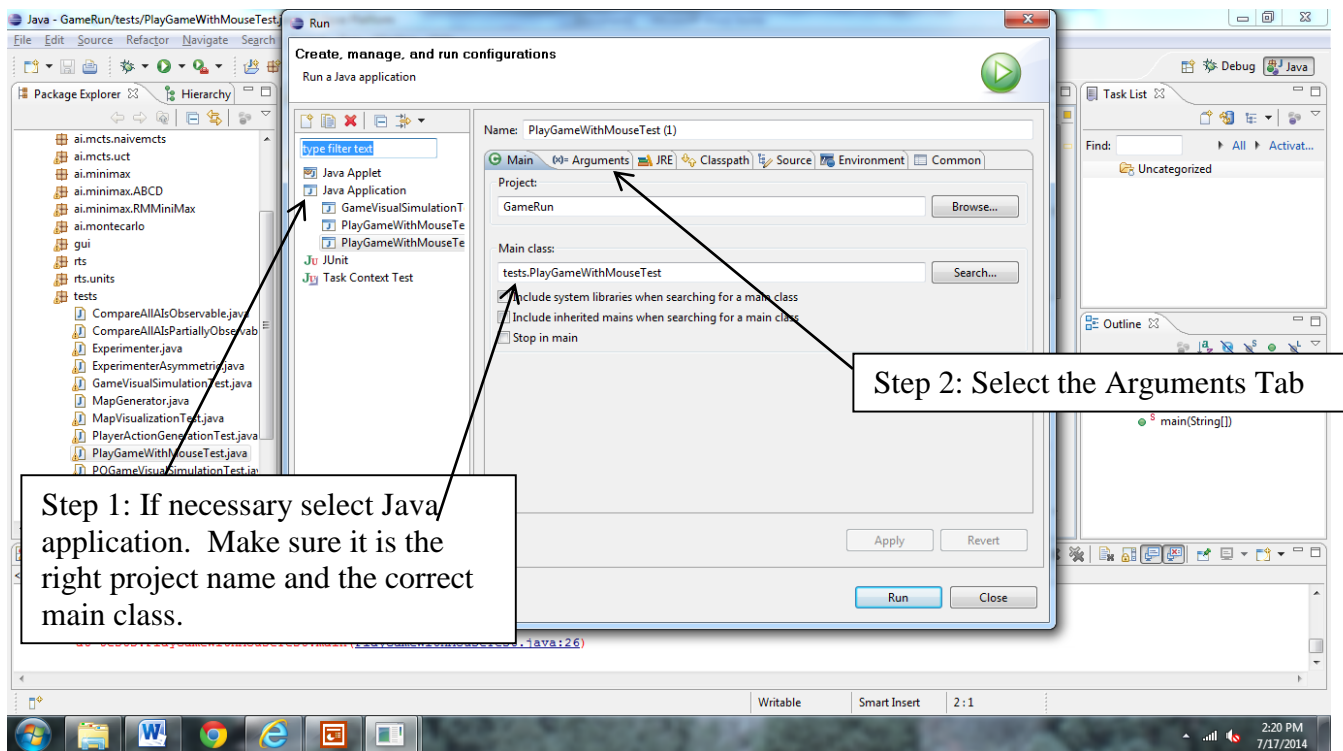 Java - GameRun/tests/PlayGameWithMouseTest.
File Edit Source Refactor Navigate Search
Debug Java
Package Explorer Hierarchy
ai.mcts.naivemcts
ai.mcts.uct
ai.minimax
ai.minimax.ABCD
ai.minimax.RMMiniMax
ai.montecarlo
gui
rts
rts.units
tests
CompareAllAIsObservable.java
CompareAllAIsPartiallyObservab
Experimenter.java
ExperimenterAsymmetric.java
GameVisualSimulationTest.java
MapGenerator.java
MapVisualizationTest.java
PlayerActionGenerationTest.java
PlayGameWithMouseTest.java
POGameVisualSimulationTest.ja
Run
Create, manage, and run configurations
Run a Java application
type filter text
Java Applet
Java Application
GameVisualSimulationT
PlayGameWithMouseTe
PlayGameWithMouseTe
Ju JUnit
Task Context Test
Name: PlayGameWithMouseTest (1)
Main (x)= Arguments JRE Classpath Source Environment Common
Project:
GameRun Browse...
Main class:
tests.PlayGameWithMouseTest Search...
Include system libraries when searching for a main class
Include inherited mains when searching for a main class
Stop in main
Apply Revert
Run Close
Task List
Find: All Activat...
Uncategorized
Outline
main(String[])
Step 2: Select the Arguments Tab
Step 1: If necessary select Java
application. Make sure it is the
right project name and the correct
main class.
.java:26)
Writable Smart Insert 2:1
2:20 PM
7/17/2014